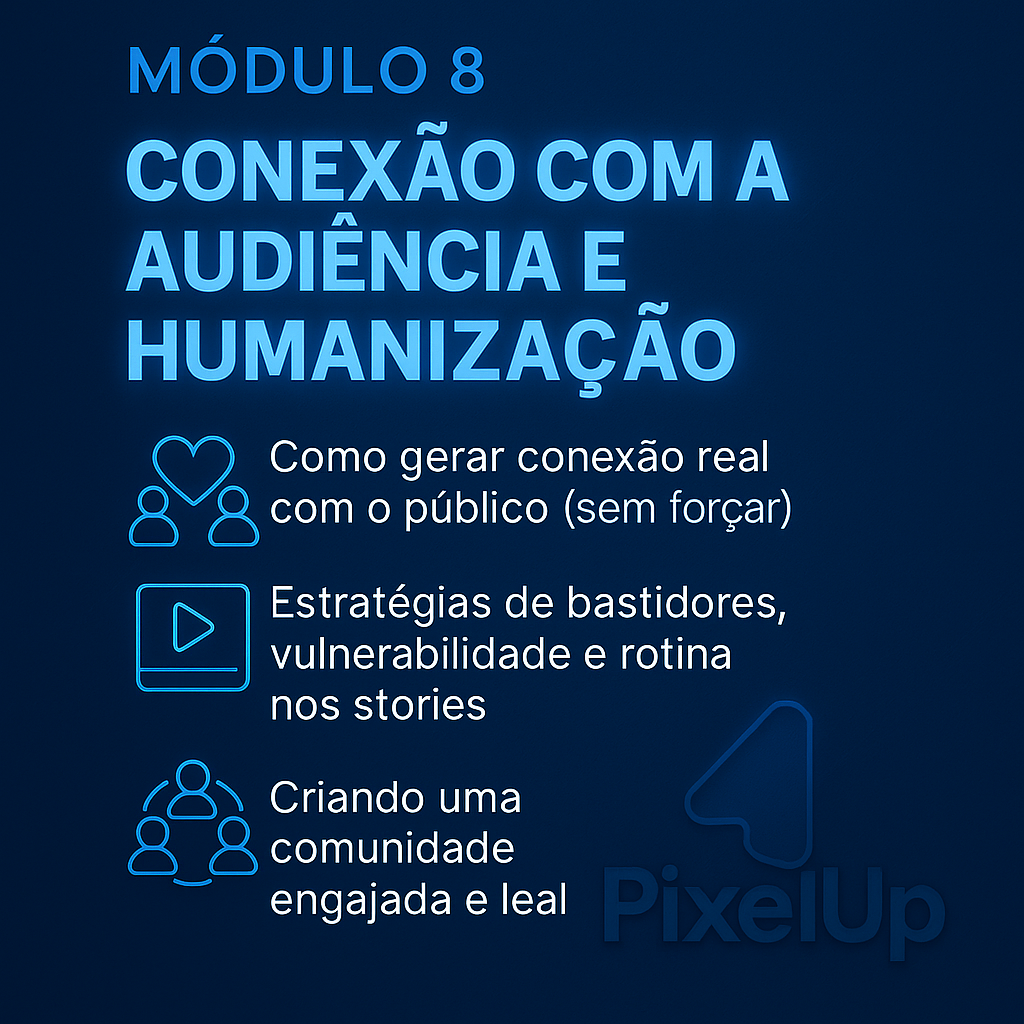 MÓDULO 8
CONEXÃO COM A
AUDIÊNCIA E
HUMANIZAÇÃO
Como gerar conexão real
com o público (sem forçar)
Estratégias de bastidores,
vulnerabilidade e rotina
nos stories
Criando uma
comunidade
engajada e leal
PixelUp